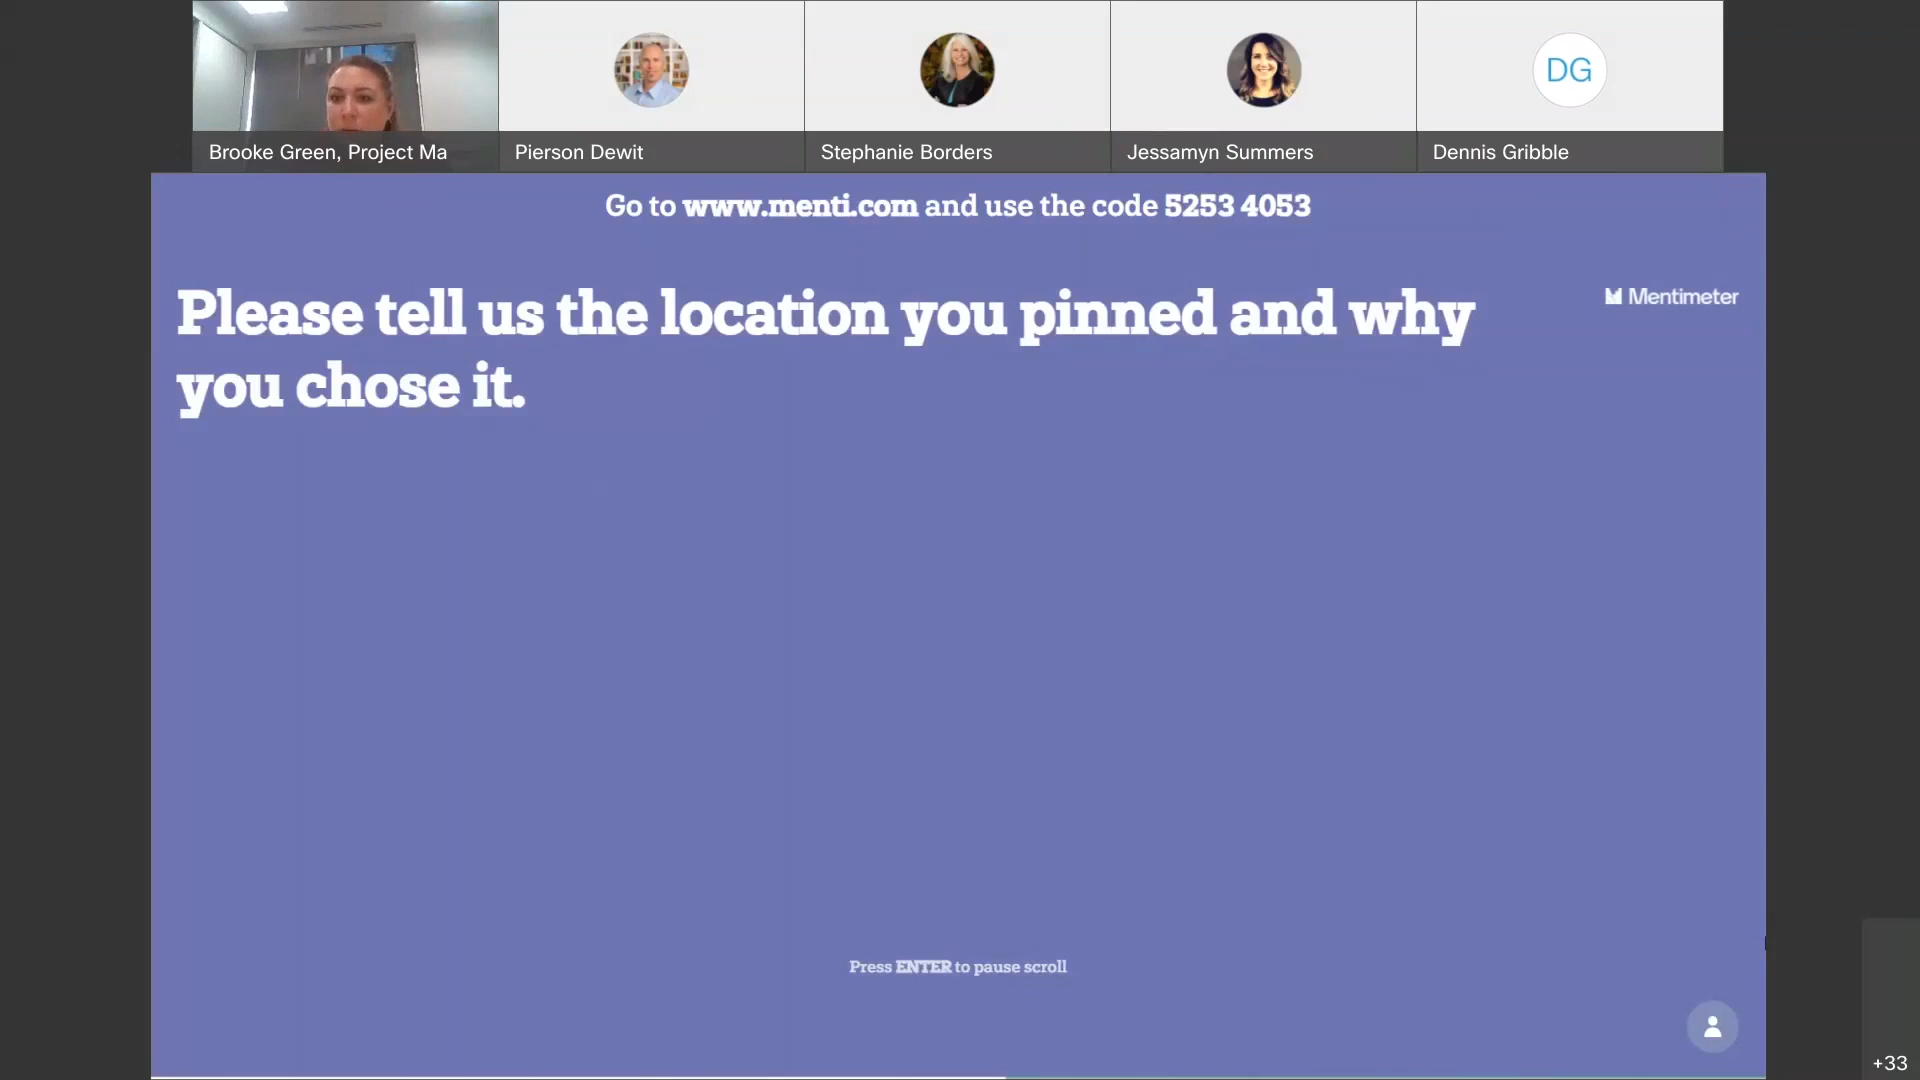 DG
Brooke Green, Project Ma
Pierson Dewit
Stephanie Borders
Jessamyn Summers
Dennis Gribble
Go to www.menti.com and use the code 5253 4053
Please tell us the location you pinned and why
you chose it.
Mentimeter
Press ENTER to pause scroll
+33